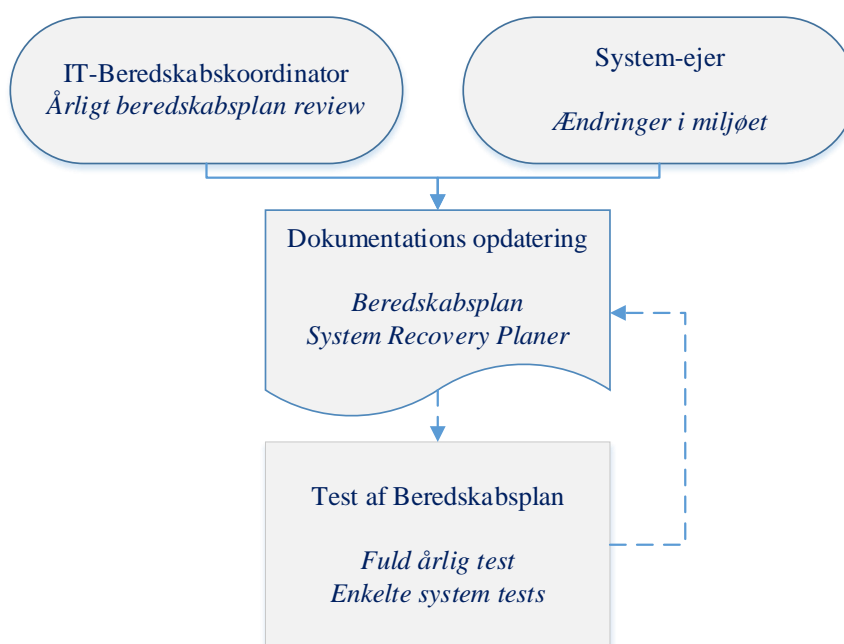 IT-Beredskabskoordinator
Årligt beredskabsplan review
System-ejer
Ændringer i miljøet
Dokumentations opdatering
Beredskabsplan
System Recovery Planer
Test af Beredskabsplan
Fuld årlig test
Enkelte system tests